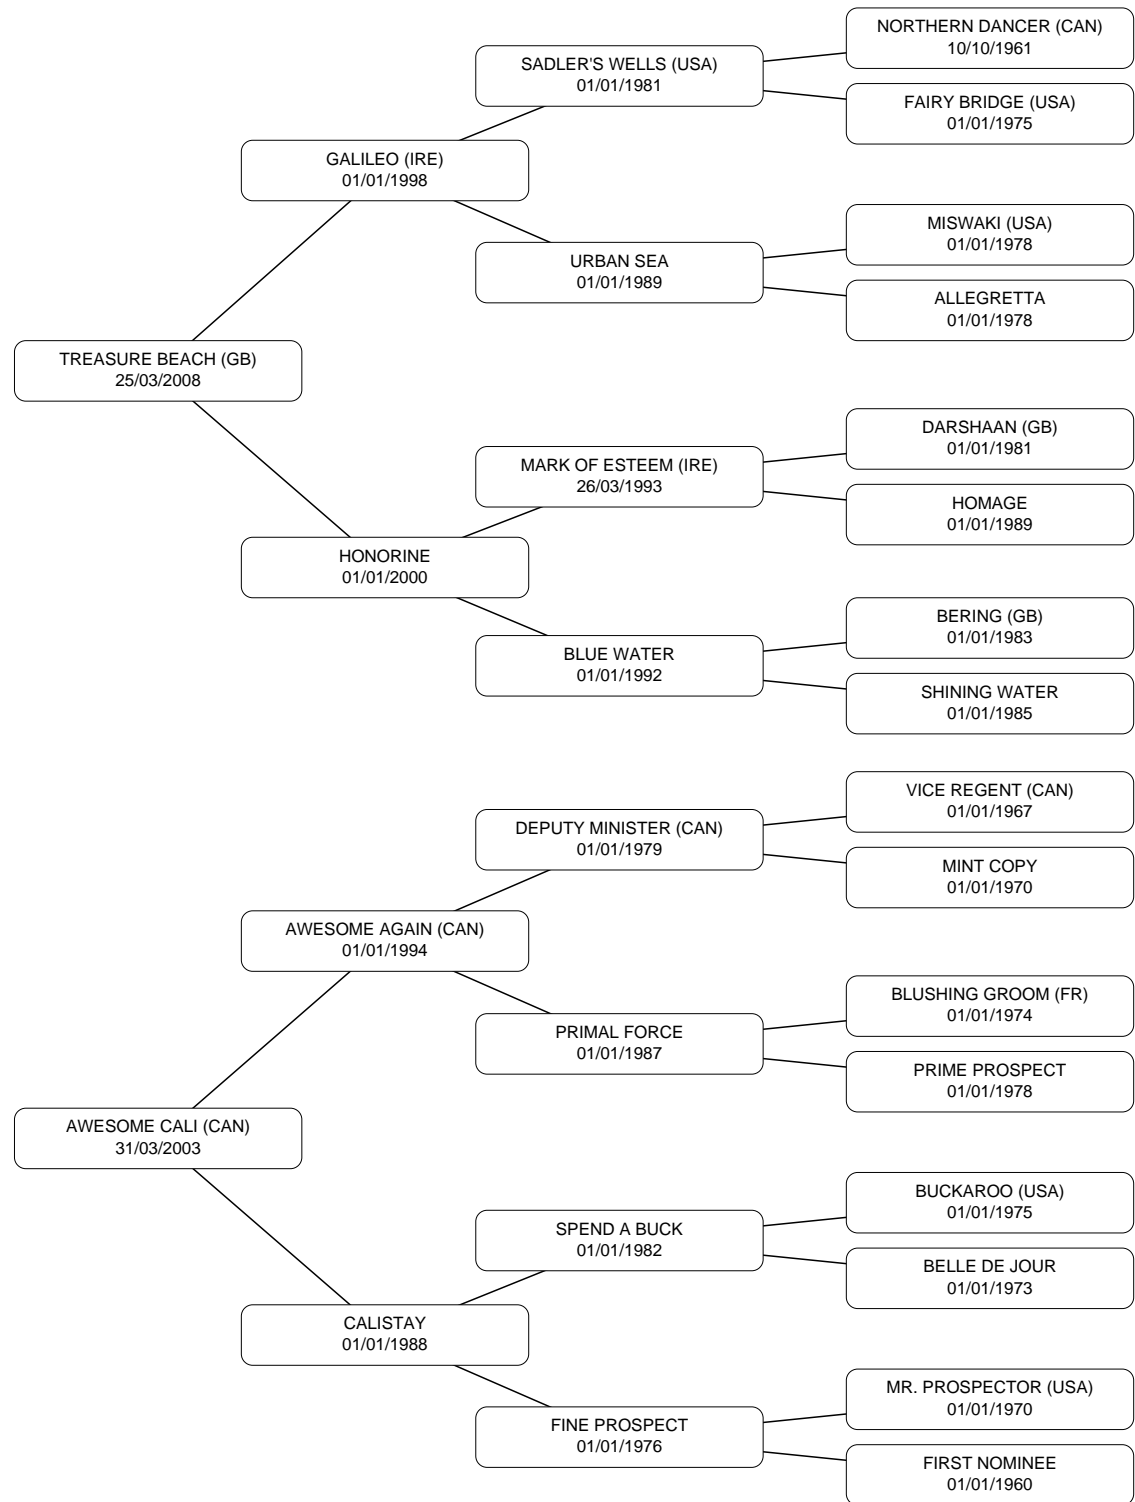 NORTHERN DANCER (CAN)
10/10/1961
SADLER'S WELLS (USA)
01/01/1981
FAIRY BRIDGE (USA)
01/01/1975
GALILEO (IRE)
01/01/1998
MISWAKI (USA)
01/01/1978
URBAN SEA
01/01/1989
ALLEGRETTA
01/01/1978
TREASURE BEACH (GB)
25/03/2008
DARSHAAN (GB)
01/01/1981
MARK OF ESTEEM (IRE)
26/03/1993
HOMAGE
01/01/1989
HONORINE
01/01/2000
BERING (GB)
01/01/1983
BLUE WATER
01/01/1992
SHINING WATER
01/01/1985
VICE REGENT (CAN)
01/01/1967
DEPUTY MINISTER (CAN)
01/01/1979
MINT COPY
01/01/1970
AWESOME AGAIN (CAN)
01/01/1994
BLUSHING GROOM (FR)
01/01/1974
PRIMAL FORCE
01/01/1987
PRIME PROSPECT
01/01/1978
AWESOME CALI (CAN)
31/03/2003
BUCKAROO (USA)
01/01/1975
SPEND A BUCK
01/01/1982
BELLE DE JOUR
01/01/1973
CALISTAY
01/01/1988
MR. PROSPECTOR (USA)
01/01/1970
FINE PROSPECT
01/01/1976
FIRST NOMINEE
01/01/1960